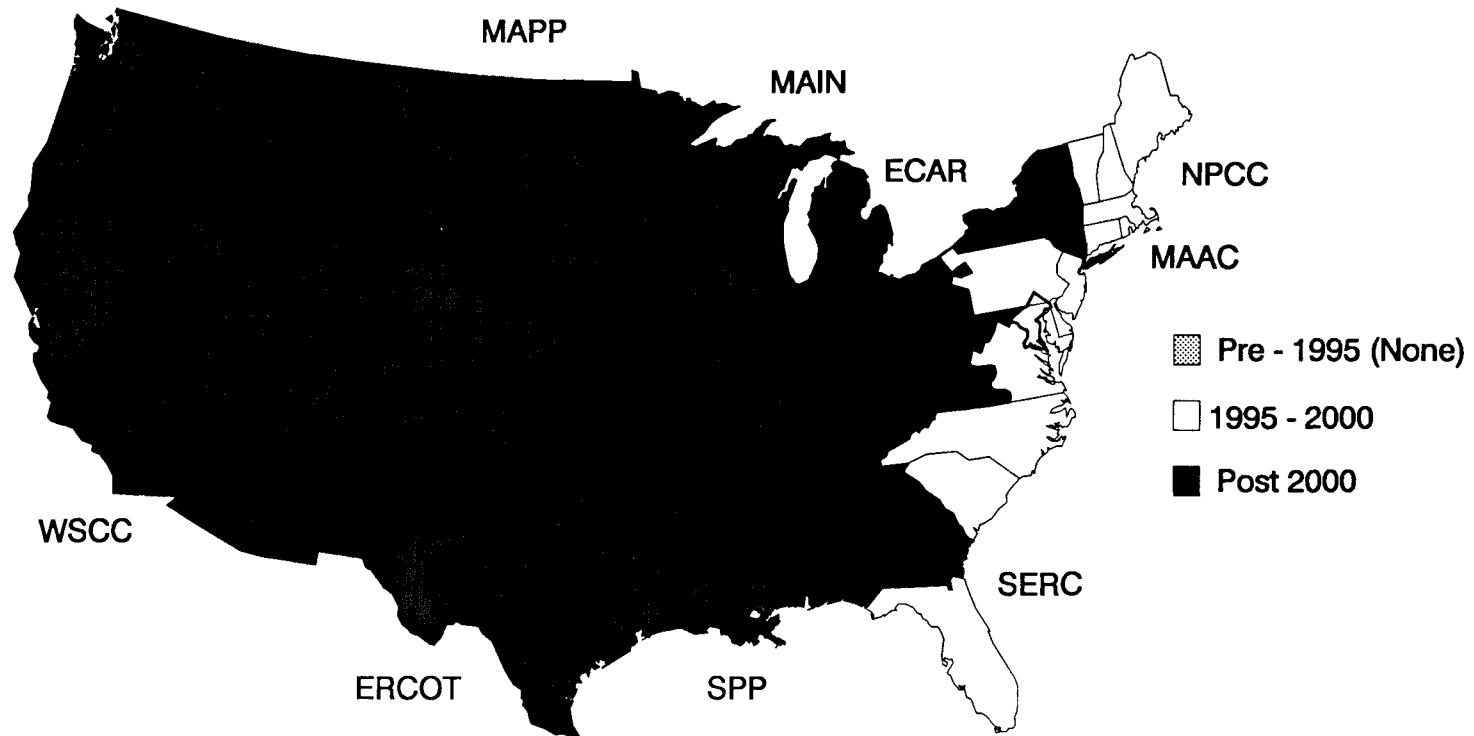 MAPP
MAIN
ECAR
NPCC
MAAC
Pre - 1995 (None)
1995 - 2000
Post 2000
WSCC
SERC
ERCOT
SPP